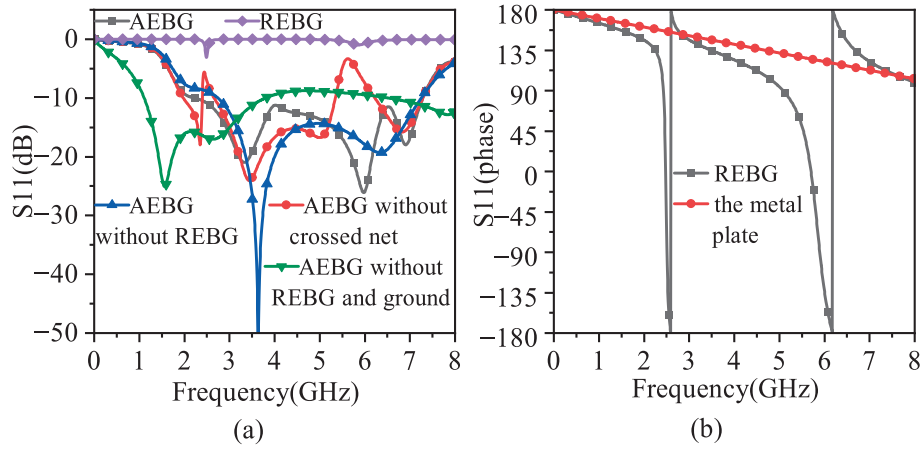 AEBG
REBG
0
−10
−20
−30
−40
−50
S11(dB)
AEBG
without REBG
AEBG without
crossed net
AEBG without
REBG and ground
0 1 2 3 4 5 6 7 8
Frequency(GHz)
(a)
180
135
90
45
0
−45
−90
−135
−180
S11(phase)
REBG
the metal
plate
0 1 2 3 4 5 6 7 8
Frequency(GHz)
(b)